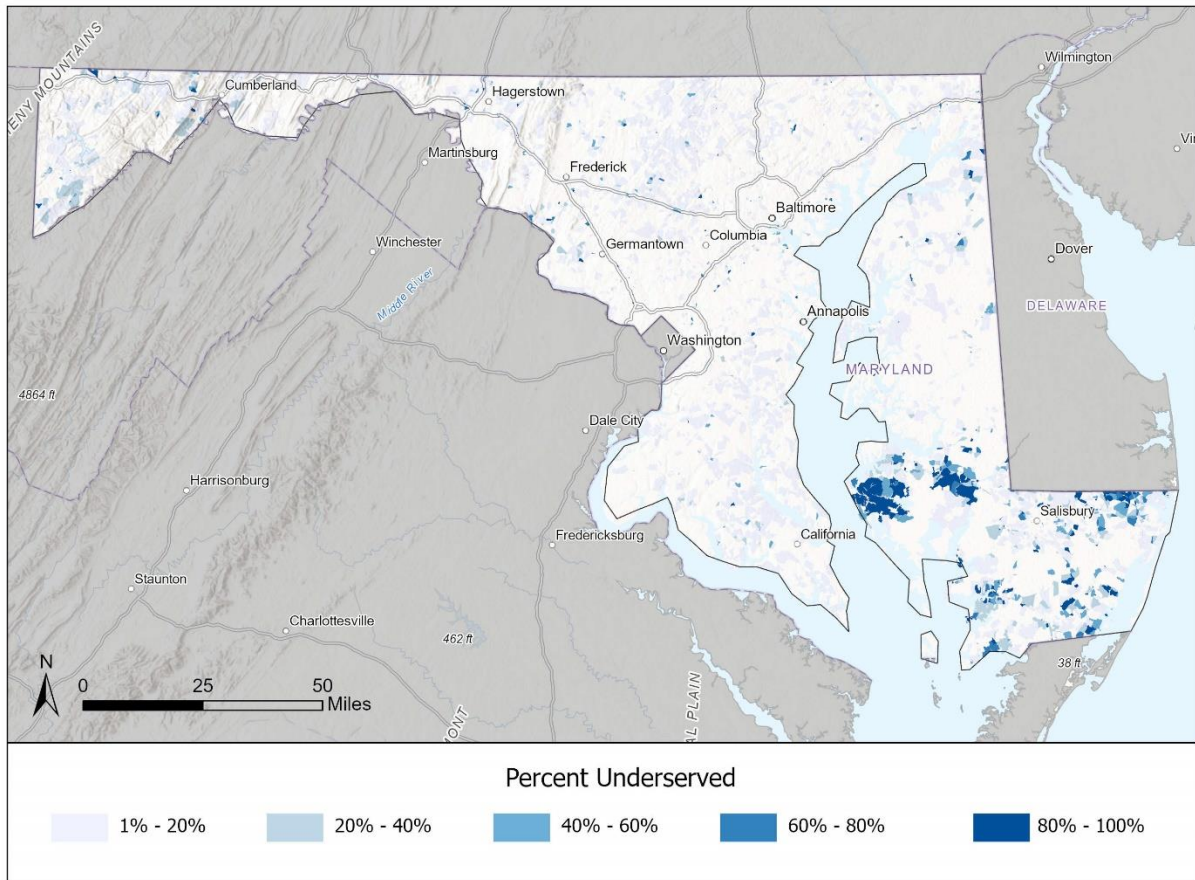 ENY MOUNTAINS
Wilmington
Cumberland
Hagerstown
Martinsburg
Frederick
Baltimore
Winchester
Germantown
Columbia
Dover
Middle River
DELAWARE
Annapolis
Washington
MARYLAND
4864 ft
Dale City
Harrisonburg
Salisbury
Fredericksburg
California
Staunton
Charlottesville
462 ft
38 ft
N
0 25 50
Miles
MONT
AL PLAIN
Percent Underserved
1% - 20% 20% - 40% 40% - 60% 60% - 80% 80% - 100%